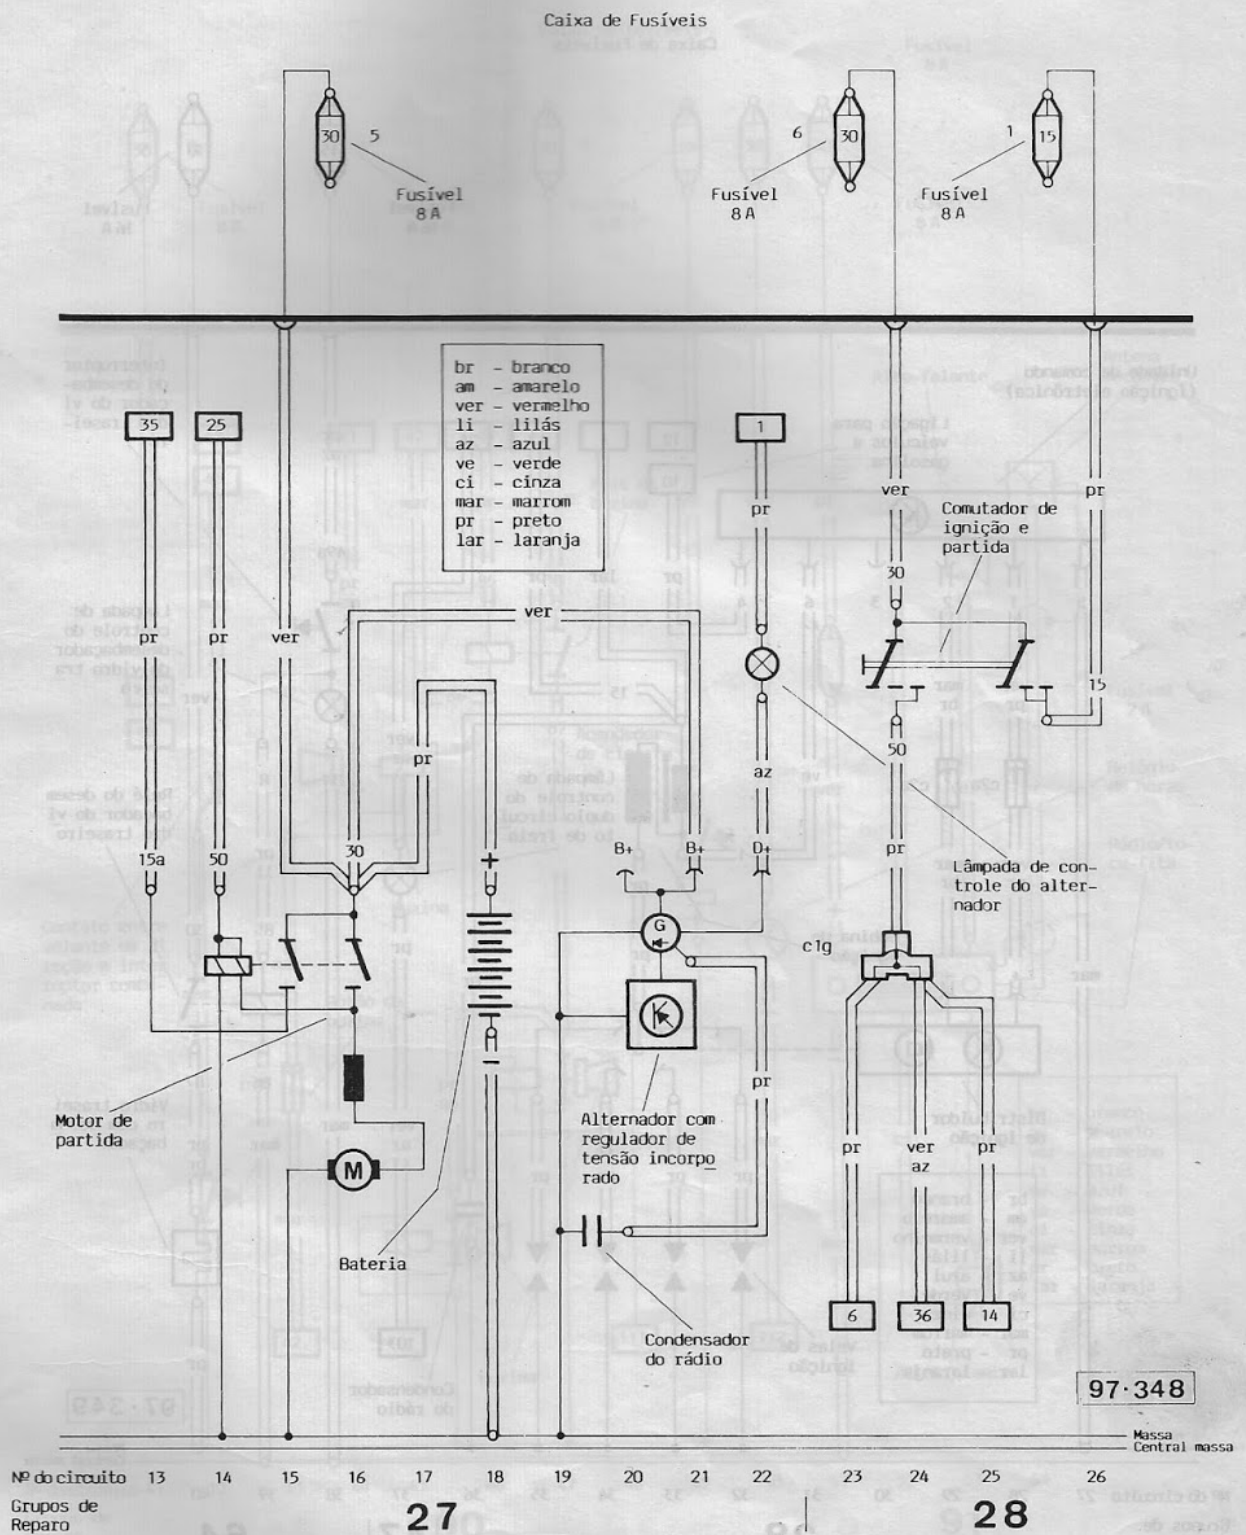 Caixa de Fusíveis
30 5
Fusível
8 A
6 30
Fusível
8 A
1 15
Fusível
8 A
br - branco
am - amarelo
ver - vermelho
li - lilás
az - azul
ve - verde
ci - cinza
mar - marrom
pr - preto
lar - laranja
35
25
1
pr
ver
pr
Comutador de
ignição e
partida
30
pr
pr
ver
ver
15
pr
50
az
15a
50
30
+
B+
B+
D+
pr
Lâmpada de con-
trole do alter-
nador
G
c1g
-
pr
Motor de
partida
M
Alternador com
regulador de
tensão incorpo
rado
pr
ver
az
pr
Bateria
6
36
14
Condensador
do rádio
97·348
Massa
Central massa
Nº do circuito 13 14 15 16 17 18 19 20 21 22 23 24 25 26
Grupos de
Reparo
27
28